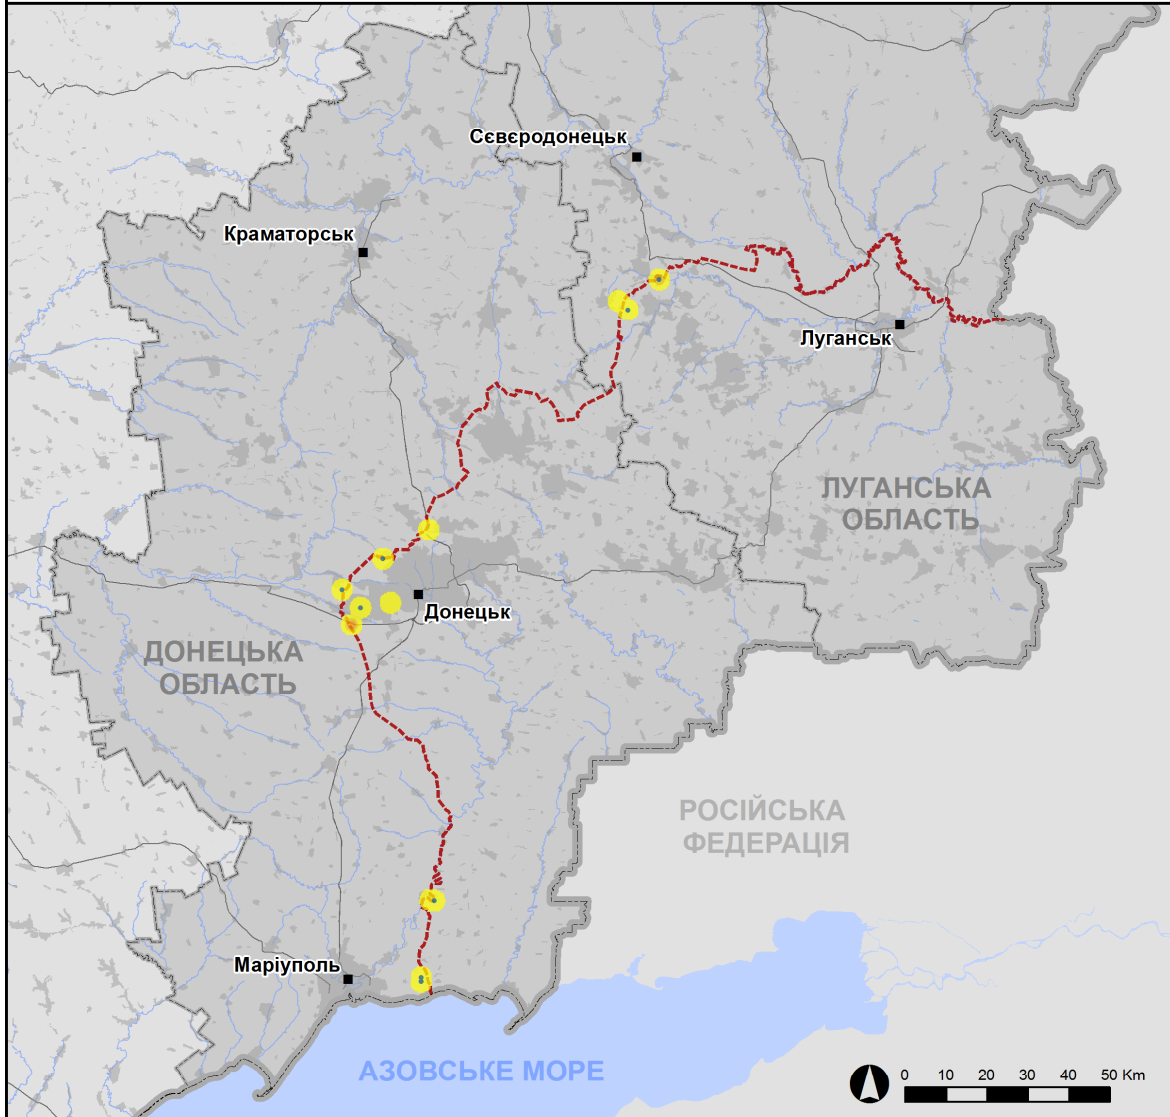 Сєвєродонецьк
Краматорськ
Луганськ
ЛУГАНСЬКА
ОБЛАСТЬ
Донецьк
ДОНЕЦЬКА
ОБЛАСТЬ
РОСІЙСЬКА
ФЕДЕРАЦІЯ
Маріуполь
АЗОВСЬКЕ МОРЕ
0 10 20 30 40 50 Km